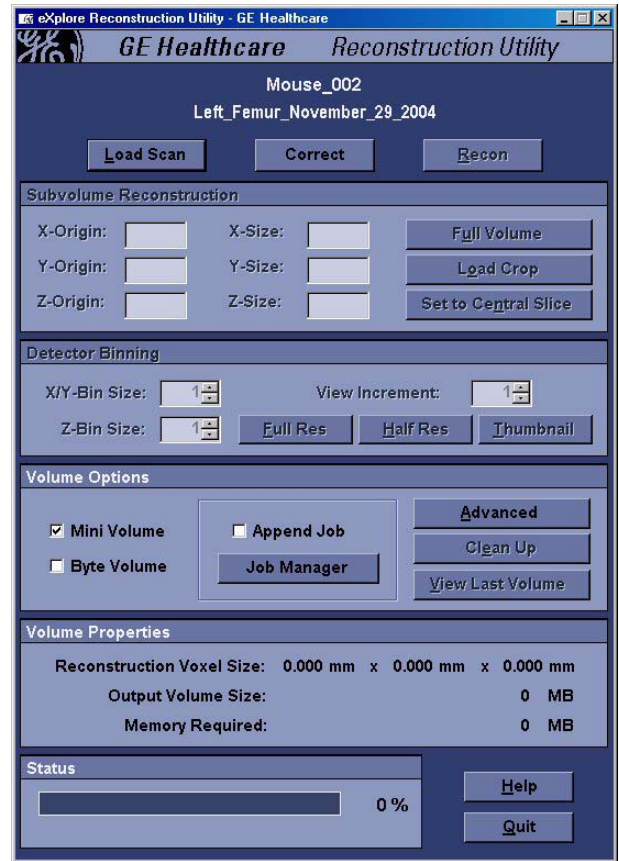 eXplore Reconstruction Utility - GE Healthcare
GE Healthcare Reconstruction Utility
Mouse_002
Left_Femur_November_29_2004
Load Scan Correct Recon
Subvolume Reconstruction
X-Origin: X-Size: Full Volume
Y-Origin: Y-Size: Load Crop
Z-Origin: Z-Size: Set to Central Slice
Detector Binning
X/Y-Bin Size: 1 View Increment: 1
Z-Bin Size: 1 Full Res Half Res Thumbnail
Volume Options
Mini Volume Append Job Advanced
Byte Volume Job Manager Clean Up
View Last Volume
Volume Properties
Reconstruction Voxel Size: 0.000 mm x 0.000 mm x 0.000 mm
Output Volume Size: 0 MB
Memory Required: 0 MB
Status
0 %
Help
Quit